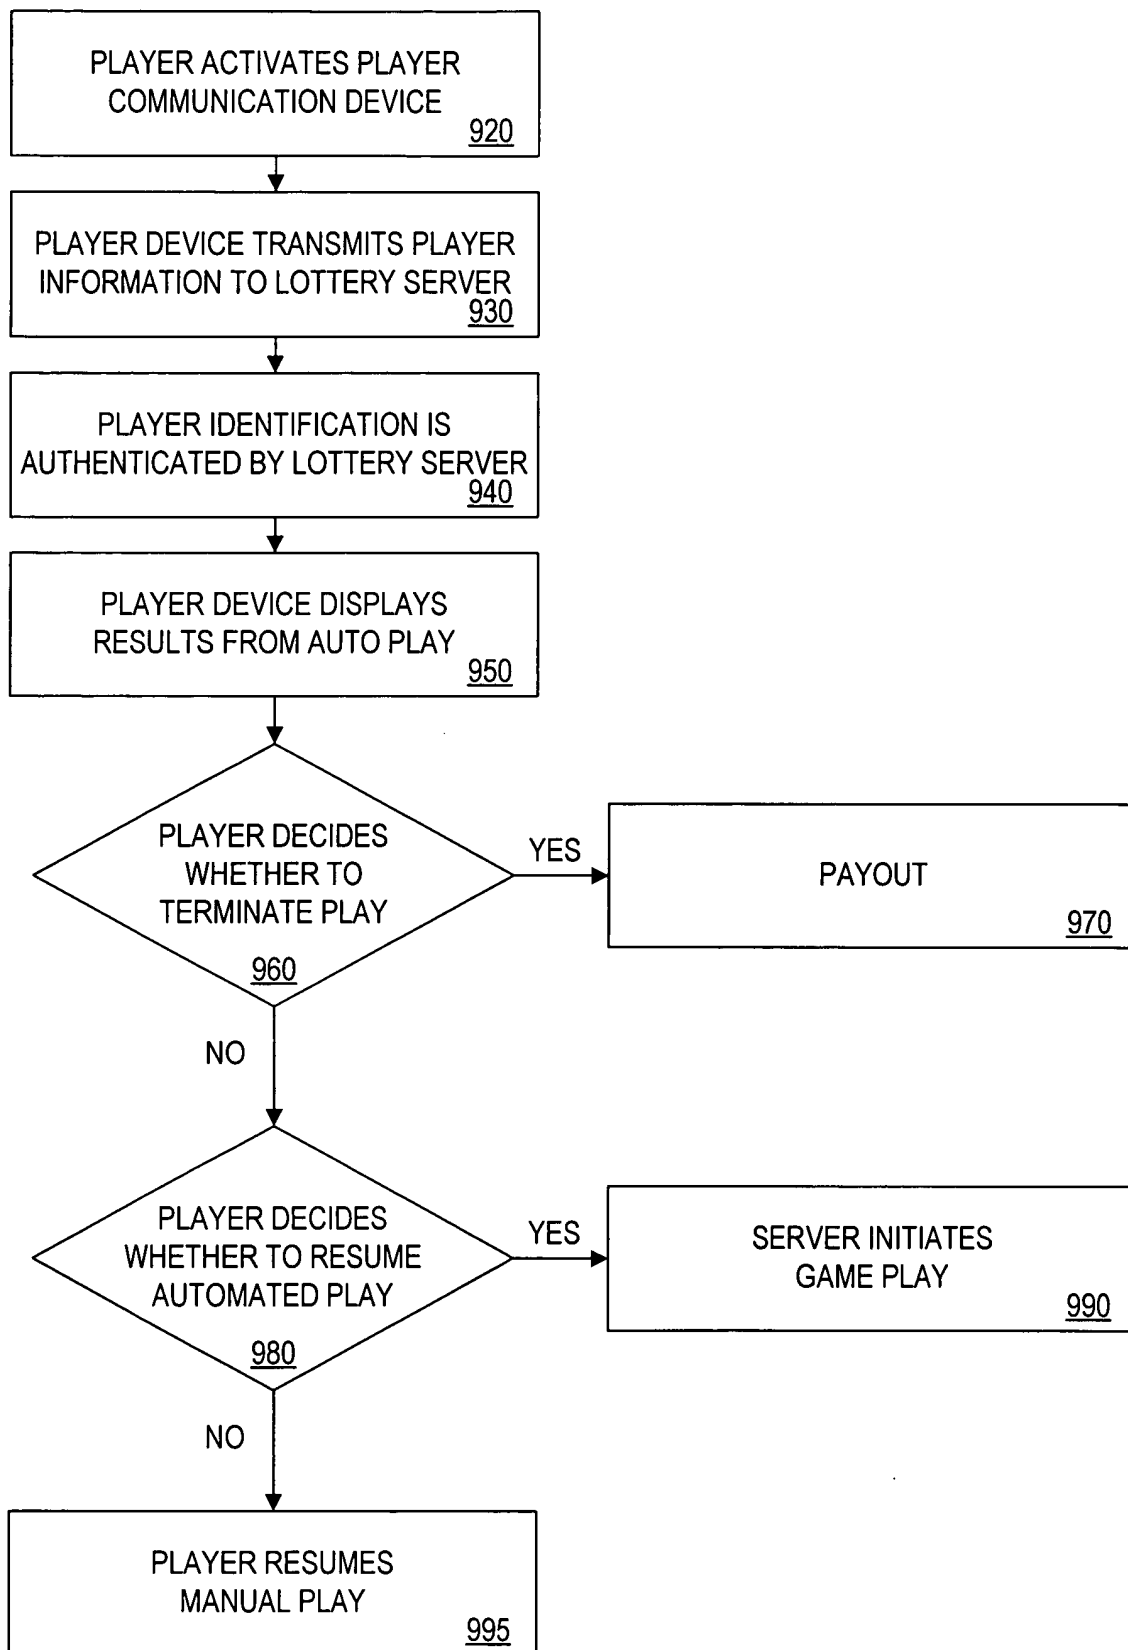 PLAYER ACTIVATES PLAYER
COMMUNICATION DEVICE
920
PLAYER DEVICE TRANSMITS PLAYER
INFORMATION TO LOTTERY SERVER
930
PLAYER IDENTIFICATION IS
AUTHENTICATED BY LOTTERY SERVER
940
PLAYER DEVICE DISPLAYS
RESULTS FROM AUTO PLAY
950
PLAYER DECIDES
WHETHER TO
TERMINATE PLAY
960
YES
PAYOUT
970
NO
PLAYER DECIDES
WHETHER TO RESUME
AUTOMATED PLAY
980
YES
SERVER INITIATES
GAME PLAY
990
NO
PLAYER RESUMES
MANUAL PLAY
995